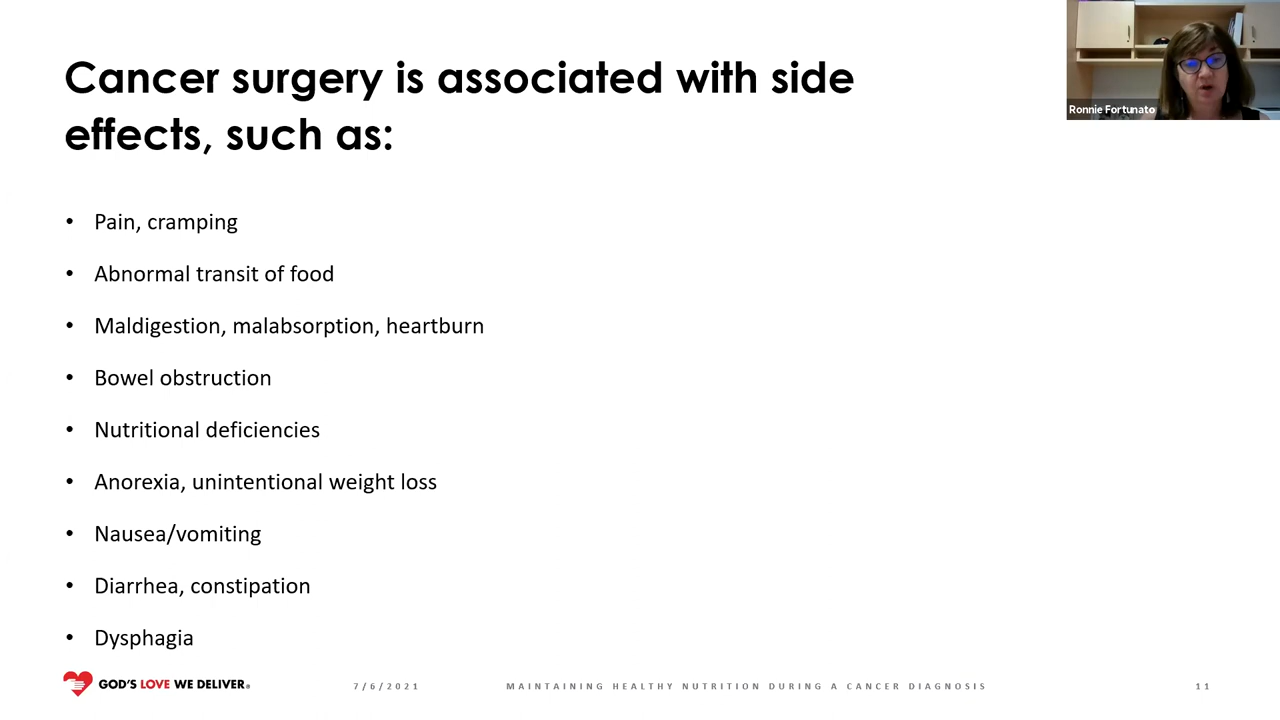 Cancer surgery is associated with side
effects, such as:
Ronnie Fortunato
• Pain, cramping
• Abnormal transit of food
• Maldigestion, malabsorption, heartburn
• Bowel obstruction
• Nutritional deficiencies
• Anorexia, unintentional weight loss
• Nausea/vomiting
• Diarrhea, constipation
• Dysphagia
GOD'S LOVE WE DELIVER®
7/6/2021
MAINTAINING HEALTHY NUTRITION DURING A CANCER DIAGNOSIS
11